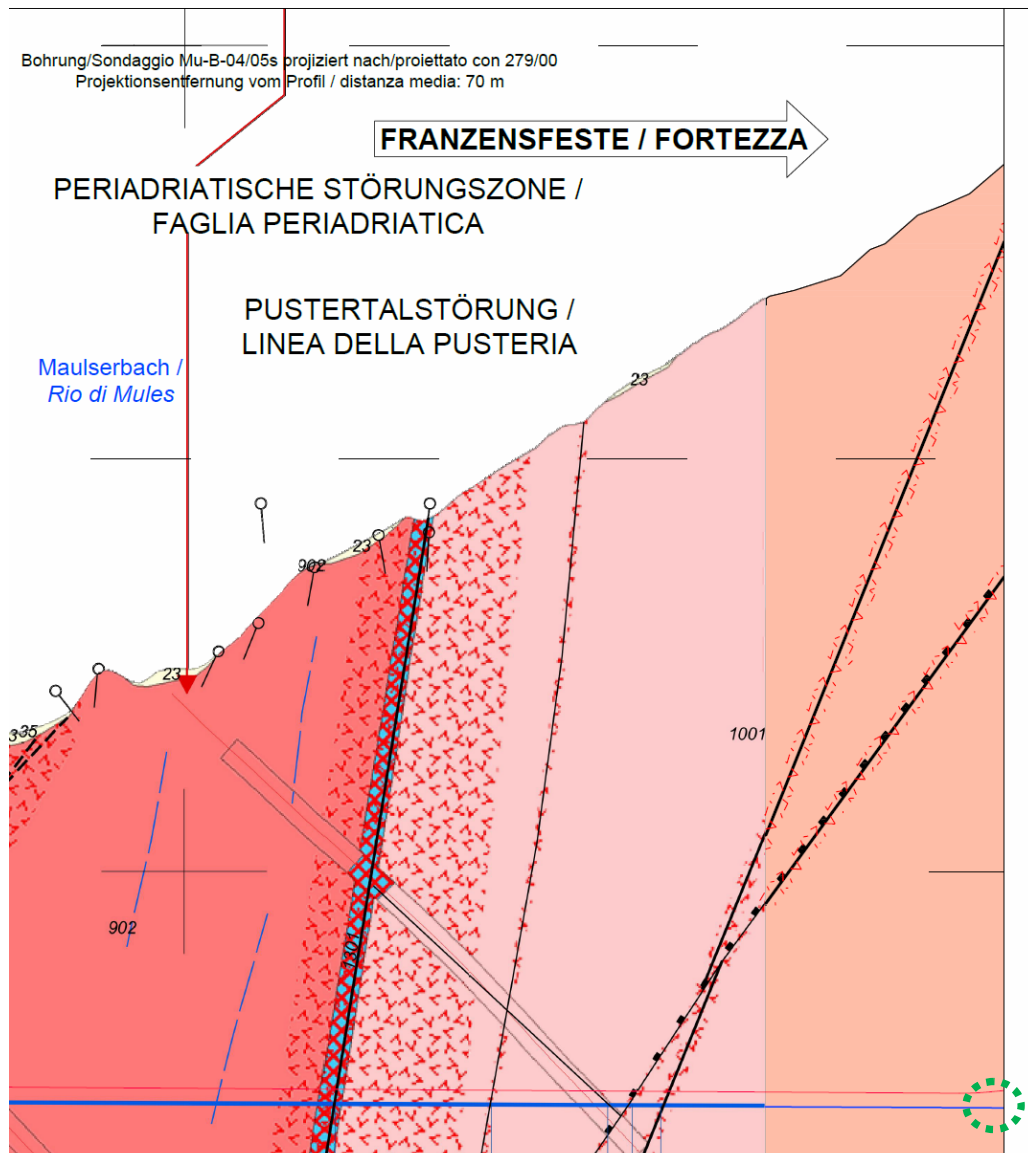 Bohrung/Sondaggio Mu-B-04/05s projiziert nach/proiettato con 279/00
Projektionsentfernung vom Profil / distanza media: 70 m
FRANZENSFESTE / FORTEZZA
PERIADRIATISCHE STÖRUNGSZONE /
FAGLIA PERIADRIATICA
PUSTERTALSTÖRUNG /
LINEA DELLA PUSTERIA
Maulserbach /
Rio di Mules
23
23
902
23
35
1001
902